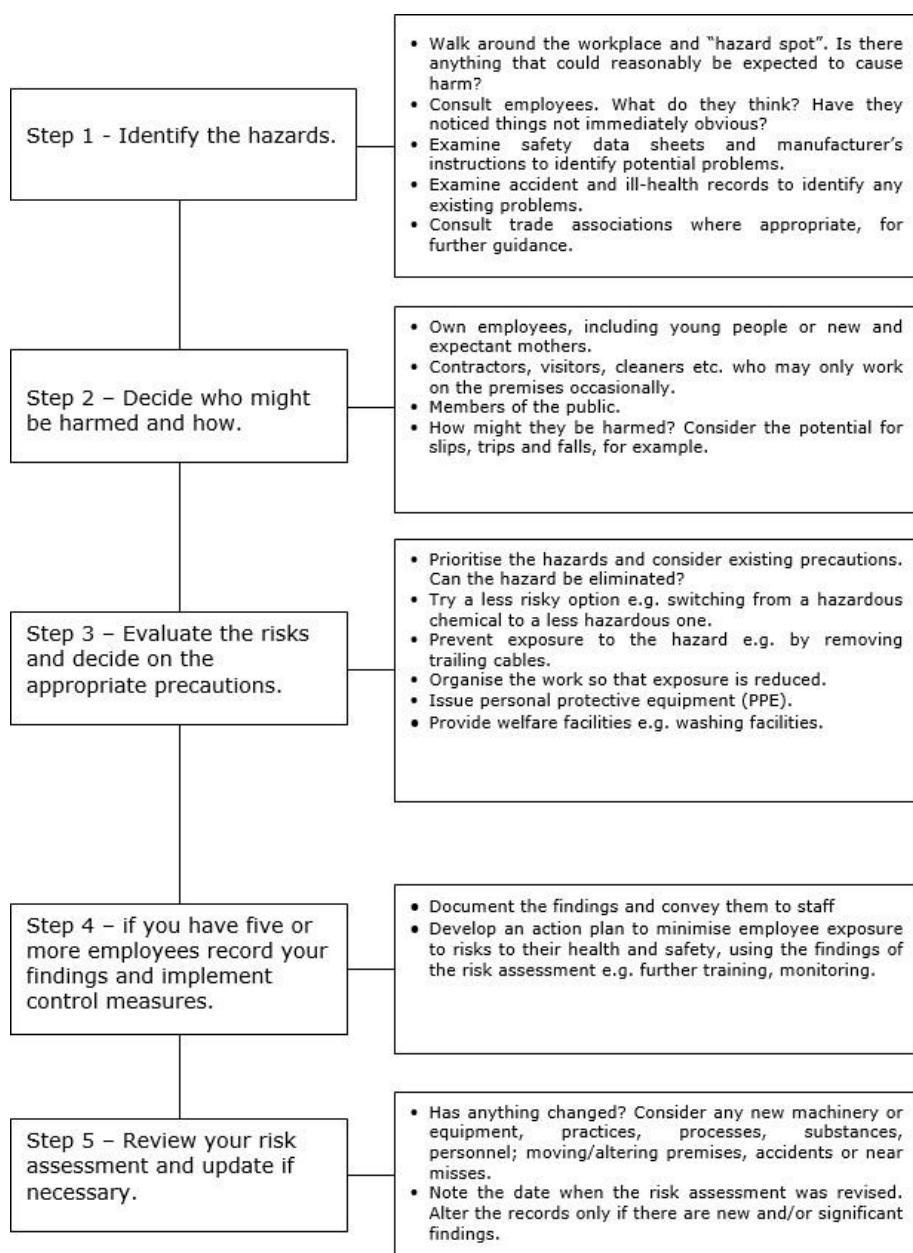 Step 1 - Identify the hazards.
• Walk around the workplace and “hazard spot”. Is there
anything that could reasonably be expected to cause
harm?
• Consult employees. What do they think? Have they
noticed things not immediately obvious?
• Examine safety data sheets and manufacturer’s
instructions to identify potential problems.
• Examine accident and ill-health records to identify any
existing problems.
• Consult trade associations where appropriate, for
further guidance.
Step 2 – Decide who might
be harmed and how.
• Own employees, including young people or new and
expectant mothers.
• Contractors, visitors, cleaners etc. who may only work
on the premises occasionally.
• Members of the public.
• How might they be harmed? Consider the potential for
slips, trips and falls, for example.
Step 3 – Evaluate the risks
and decide on the
appropriate precautions.
• Prioritise the hazards and consider existing precautions.
Can the hazard be eliminated?
• Try a less risky option e.g. switching from a hazardous
chemical to a less hazardous one.
• Prevent exposure to the hazard e.g. by removing
trailing cables.
• Organise the work so that exposure is reduced.
• Issue personal protective equipment (PPE).
• Provide welfare facilities e.g. washing facilities.
Step 4 – if you have five or
more employees record your
findings and implement
control measures.
• Document the findings and convey them to staff
• Develop an action plan to minimise employee exposure
to risks to their health and safety, using the findings of
the risk assessment e.g. further training, monitoring.
Step 5 – Review your risk
assessment and update if
necessary.
• Has anything changed? Consider any new machinery or
equipment, practices, processes, substances,
personnel; moving/altering premises, accidents or near
misses.
• Note the date when the risk assessment was revised.
Alter the records only if there are new and/or significant
findings.